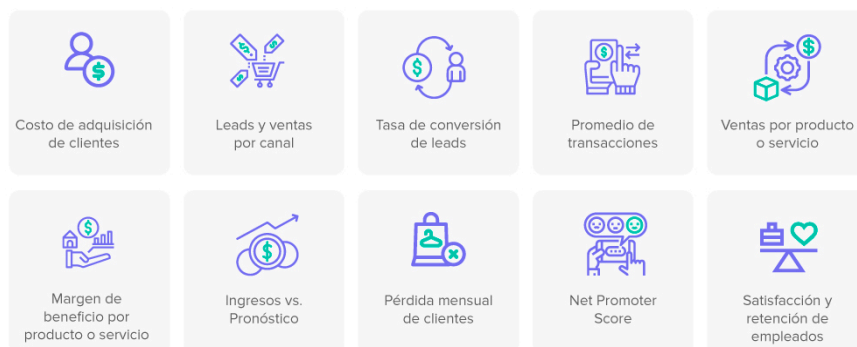 Costo de adquisición
de clientes
Leads y ventas
por canal
Tasa de conversión
de leads
Promedio de
transacciones
Ventas por producto
o servicio
Margen de
beneficio por
producto o servicio
Ingresos vs.
Pronóstico
Pérdida mensual
de clientes
Net Promoter
Score
Satisfacción y
retención de
empleados